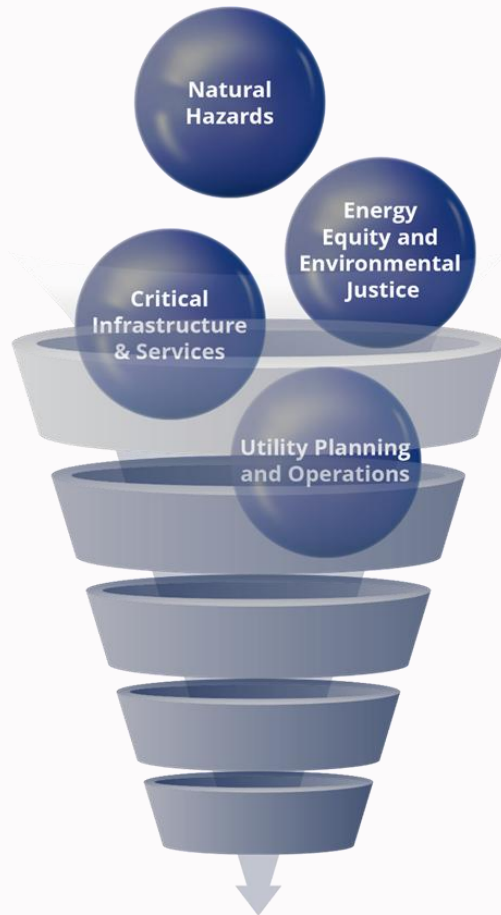 Natural
Hazards
Energy
Equity and
Environmental
Justice
Critical
Infrastructure
& Services
Utility Planning
and Operations